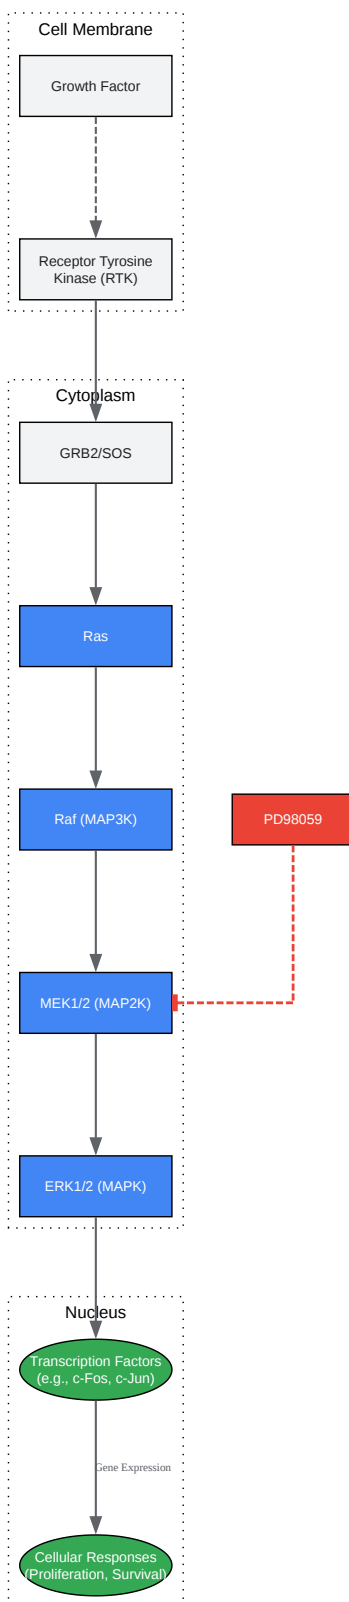 Cell Membrane
Growth Factor
Receptor Tyrosine
Kinase (RTK)
Cytoplasm
GRB2/SOS
Ras
Raf (MAP3K)
PD98059
MEK1/2 (MAP2K)
ERK1/2 (MAPK)
Nucleus
Transcription Factors
(e.g., c-Fos, c-Jun)
Gene Expression
Cellular Responses
(Proliferation, Survival)